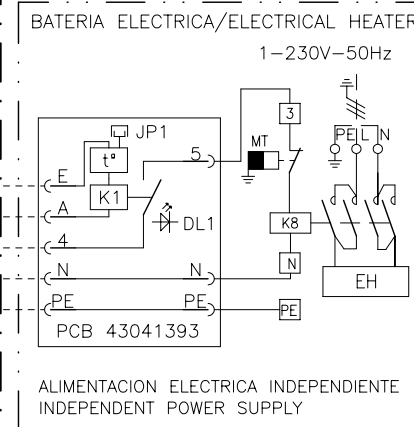 BATERIA ELECTRICA/ELECTRICAL HEATER
1-230V-50Hz
JP1
3
PE L N
MT
tª
5
E
K1
A
K8
DL1
4
N N
N
EH
PE PE
PE
PCB 43041393
ALIMENTACION ELECTRICA INDEPENDIENTE
INDEPENDENT POWER SUPPLY